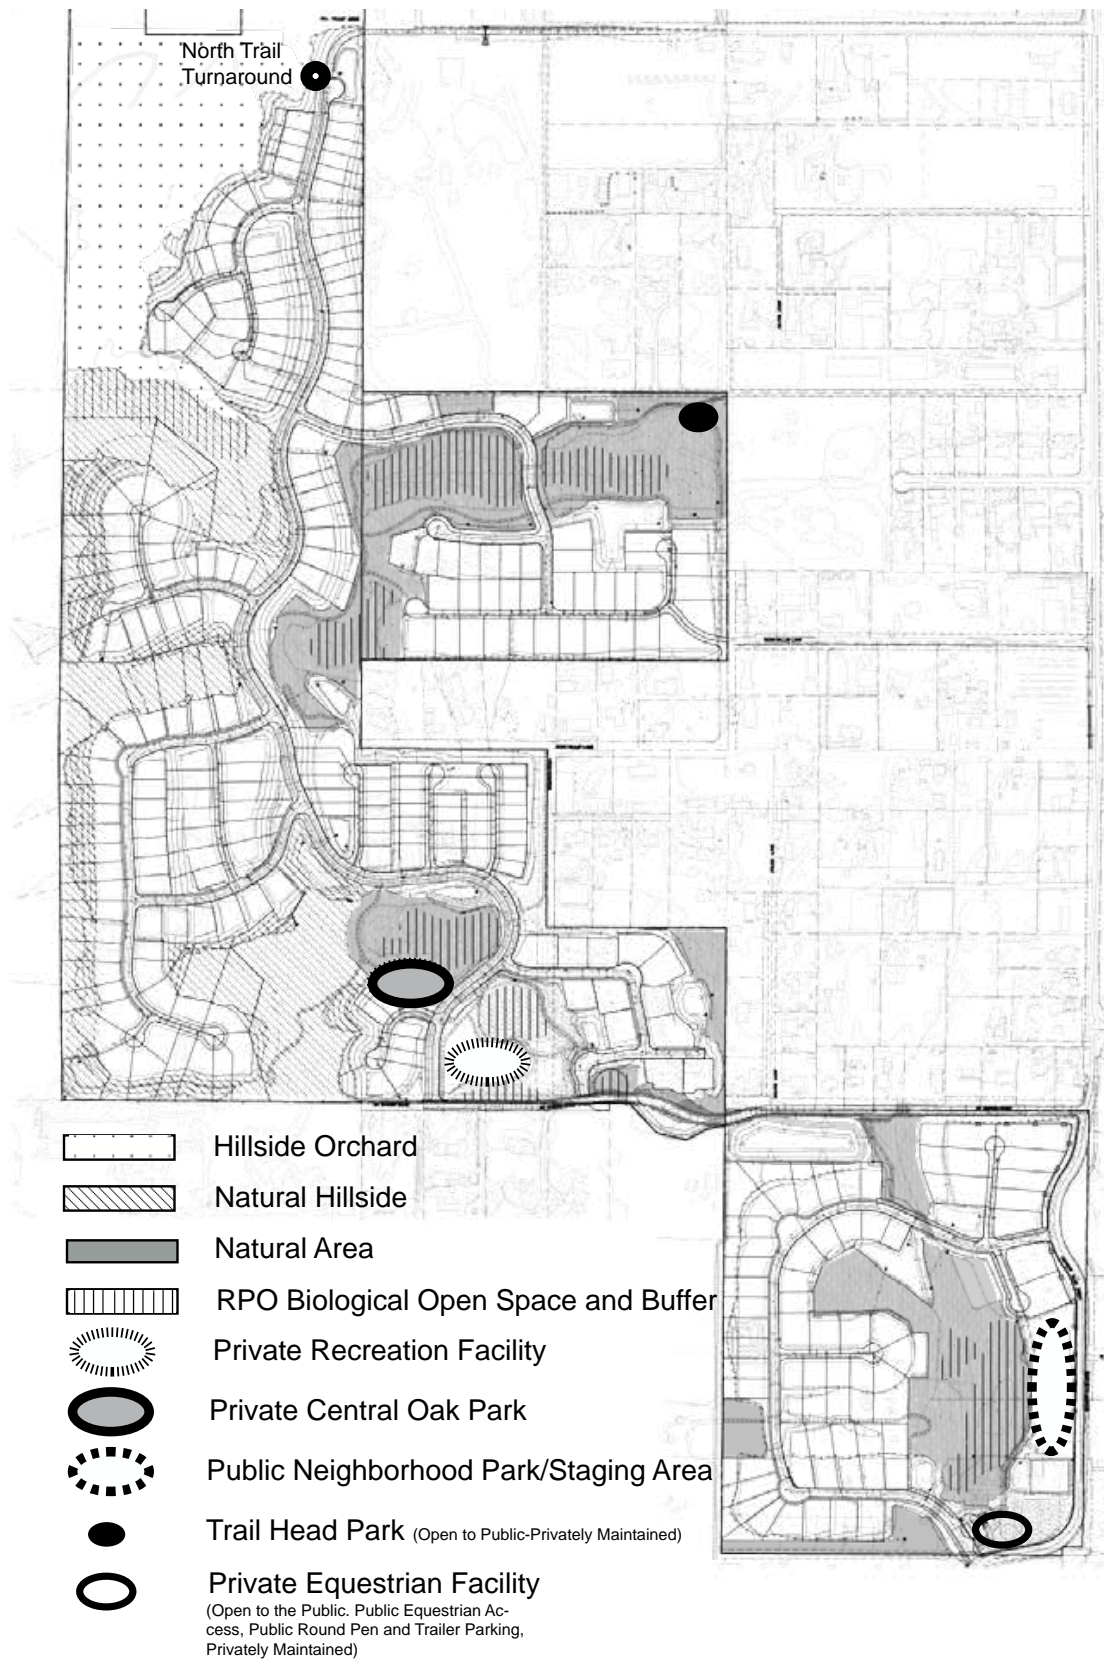 North Trail
Turnaround
Hillside Orchard
Natural Hillside
Natural Area
RPO Biological Open Space and Buffer
Private Recreation Facility
Private Central Oak Park
Public Neighborhood Park/Staging Area
Trail Head Park (Open to Public-Privately Maintained)
Private Equestrian Facility
(Open to the Public. Public Equestrian Ac-
cess, Public Round Pen and Trailer Parking,
Privately Maintained)